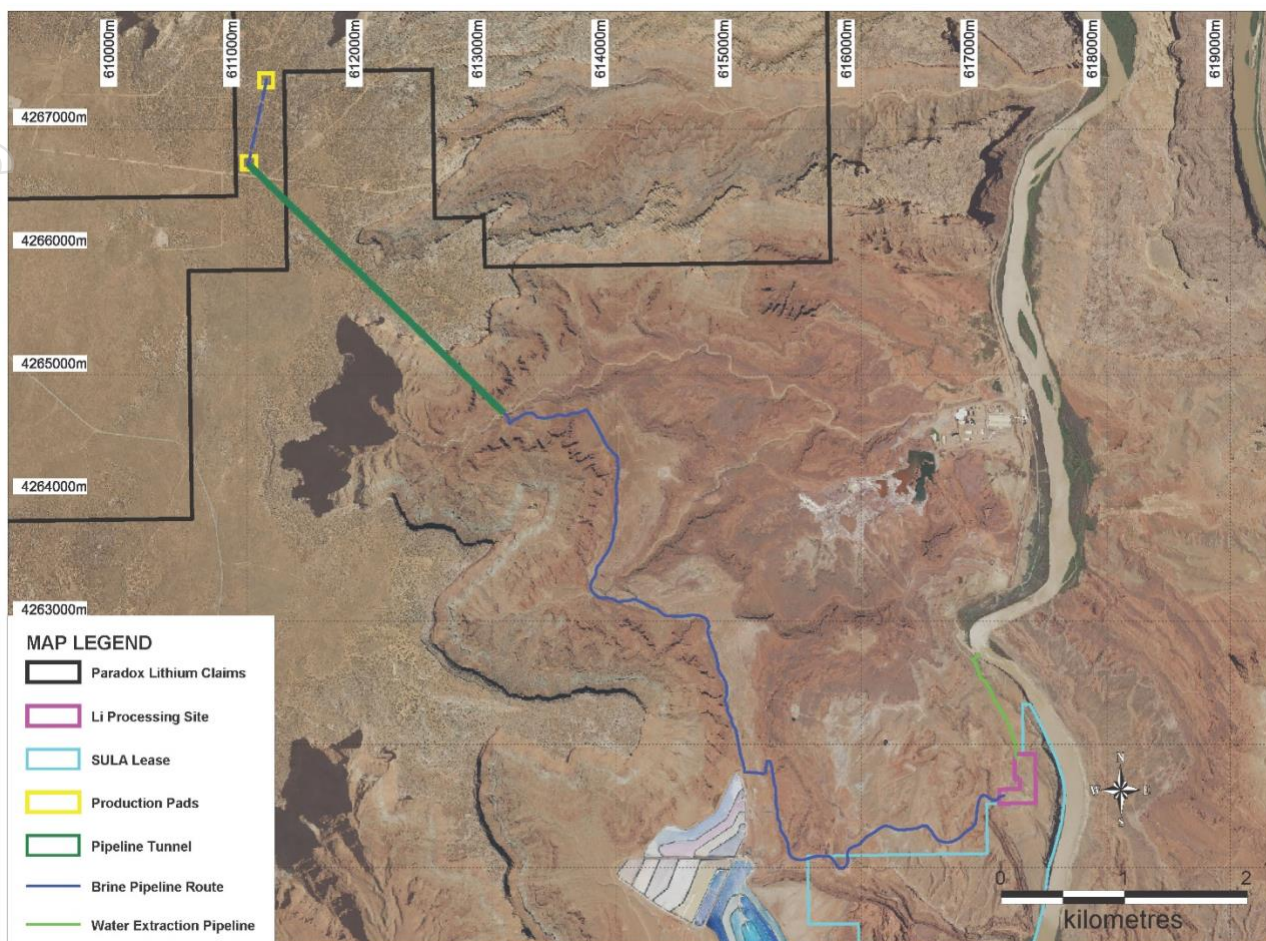 610000m
611000m
612000m
613000m
614000m
615000m
616000m
617000m
618000m
619000m
4267000m
4266000m
4265000m
4264000m
4263000m
MAP LEGEND
Paradox Lithium Claims
Li Processing Site
SULA Lease
Production Pads
Pipeline Tunnel
Brine Pipeline Route
Water Extraction Pipeline
N
W E
S
0 1 2
kilometres